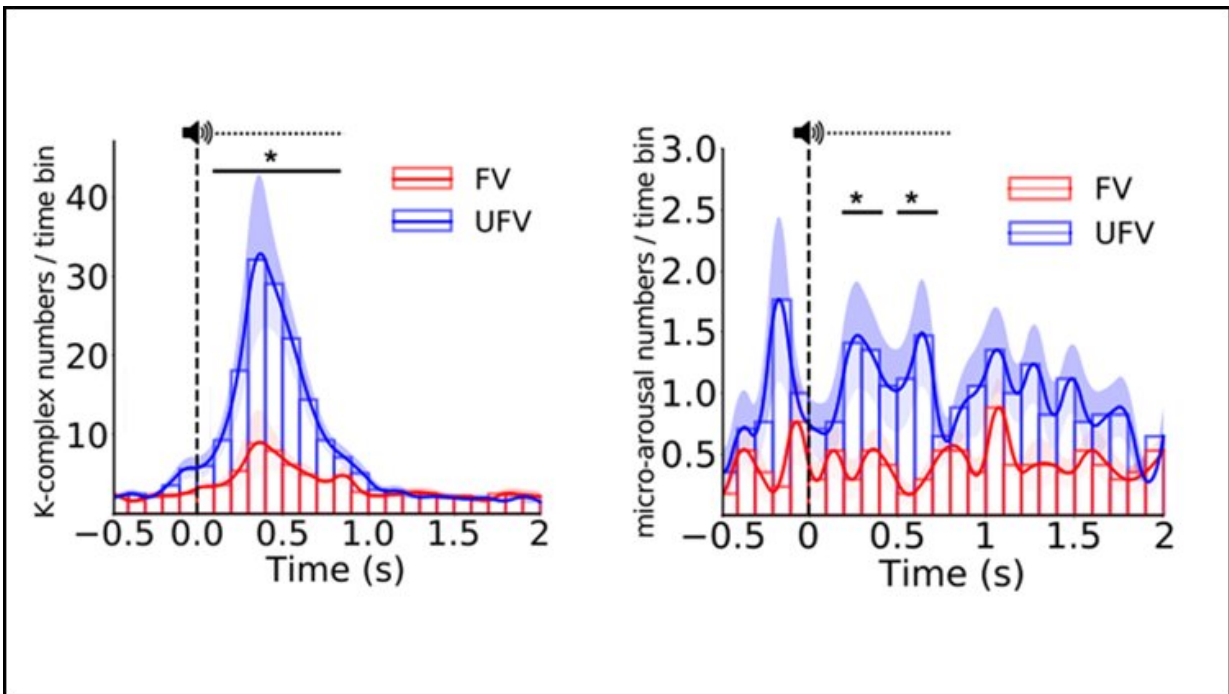 K-complex numbers / time bin
40
30
20
10
*
FV
UFV
−0.5 0.0 0.5 1.0 1.5 2
Time (s)
micro-arousal numbers / time bin
3.0
2.5
2.0
1.5
1.0
0.5
* *
FV
UFV
−0.5 0 0.5 1 1.5 2
Time (s)